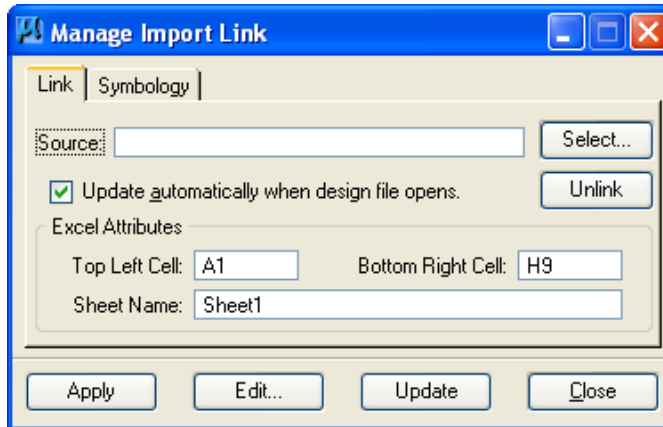 Manage Import Link
Link Symbology
Source: Select...
Update automatically when design file opens. Unlink
Excel Attributes
Top Left Cell: A1 Bottom Right Cell: H9
Sheet Name: Sheet1
Apply Edit... Update Close